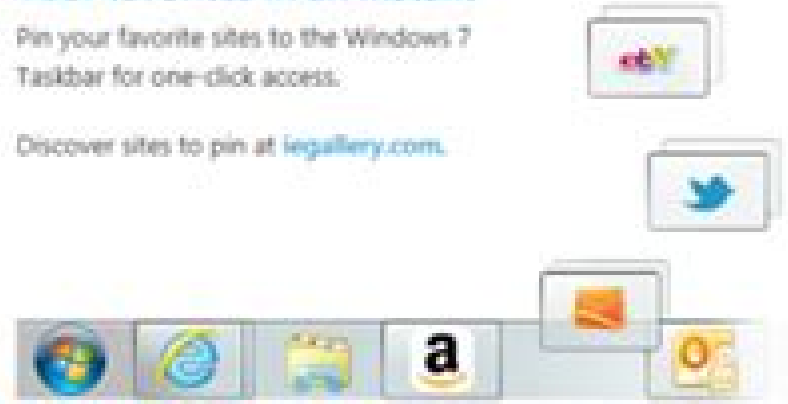 Pin your favorite sites to the Windows 7
Taskbar for one-click access.
Discover sites to pin at iegallery.com.
ebY
a